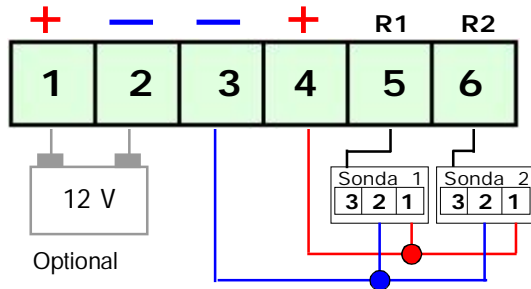 + — — + R1 R2
1 2 3 4 5 6
Sonda 1 Sonda 2
3 2 1 3 2 1
12 V
Optional